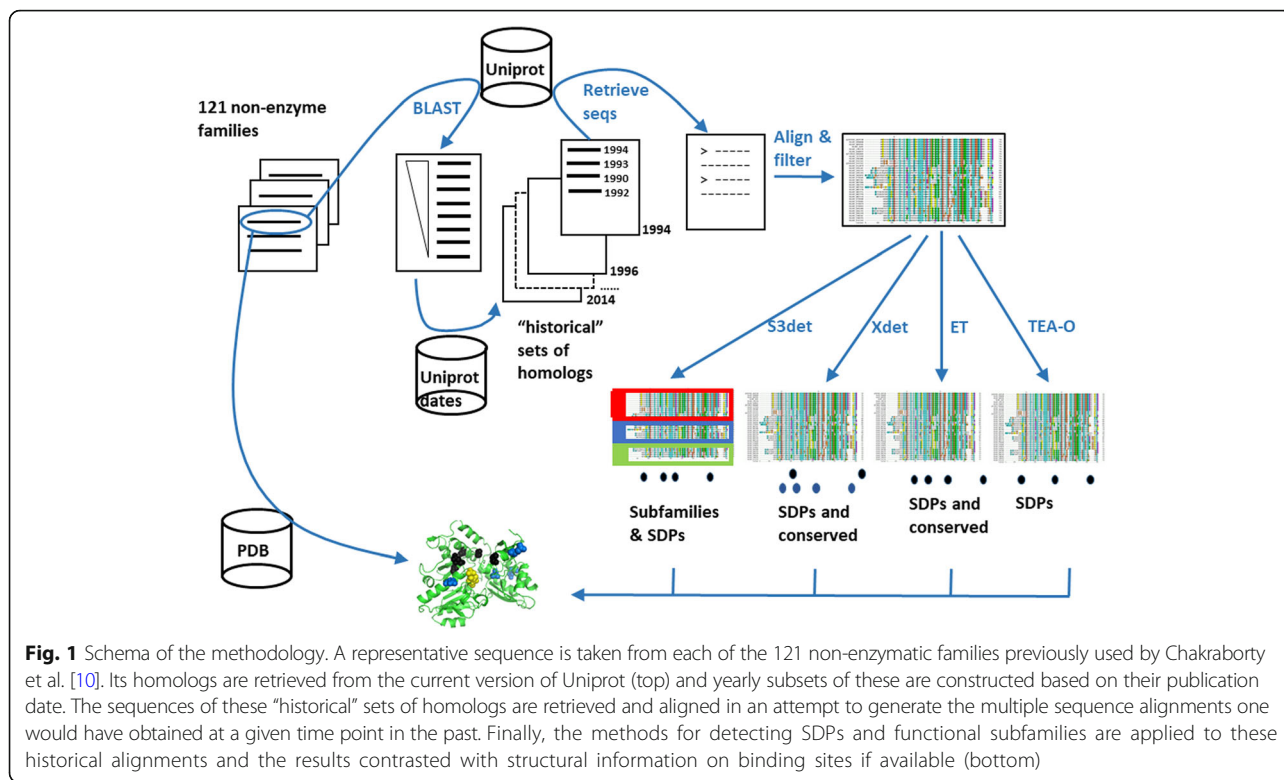 Uniprot
121 non-enzyme
families
BLAST
Retrieve
seqs
1994
1993
1990
1992
1994
1996
......
2014
"historical"
sets of
homologs
Uniprot
dates
> -----
------
> -----
------
Align &
filter
S3det
Xdet
ET
TEA-O
Subfamilies
& SDPs
SDPs and
conserved
SDPs and
conserved
SDPs
PDB
Fig. 1 Schema of the methodology. A representative sequence is taken from each of the 121 non-enzymatic families previously used by Chakraborty
et al. [10]. Its homologs are retrieved from the current version of Uniprot (top) and yearly subsets of these are constructed based on their publication
date. The sequences of these “historical” sets of homologs are retrieved and aligned in an attempt to generate the multiple sequence alignments one
would have obtained at a given time point in the past. Finally, the methods for detecting SDPs and functional subfamilies are applied to these
historical alignments and the results contrasted with structural information on binding sites if available (bottom)